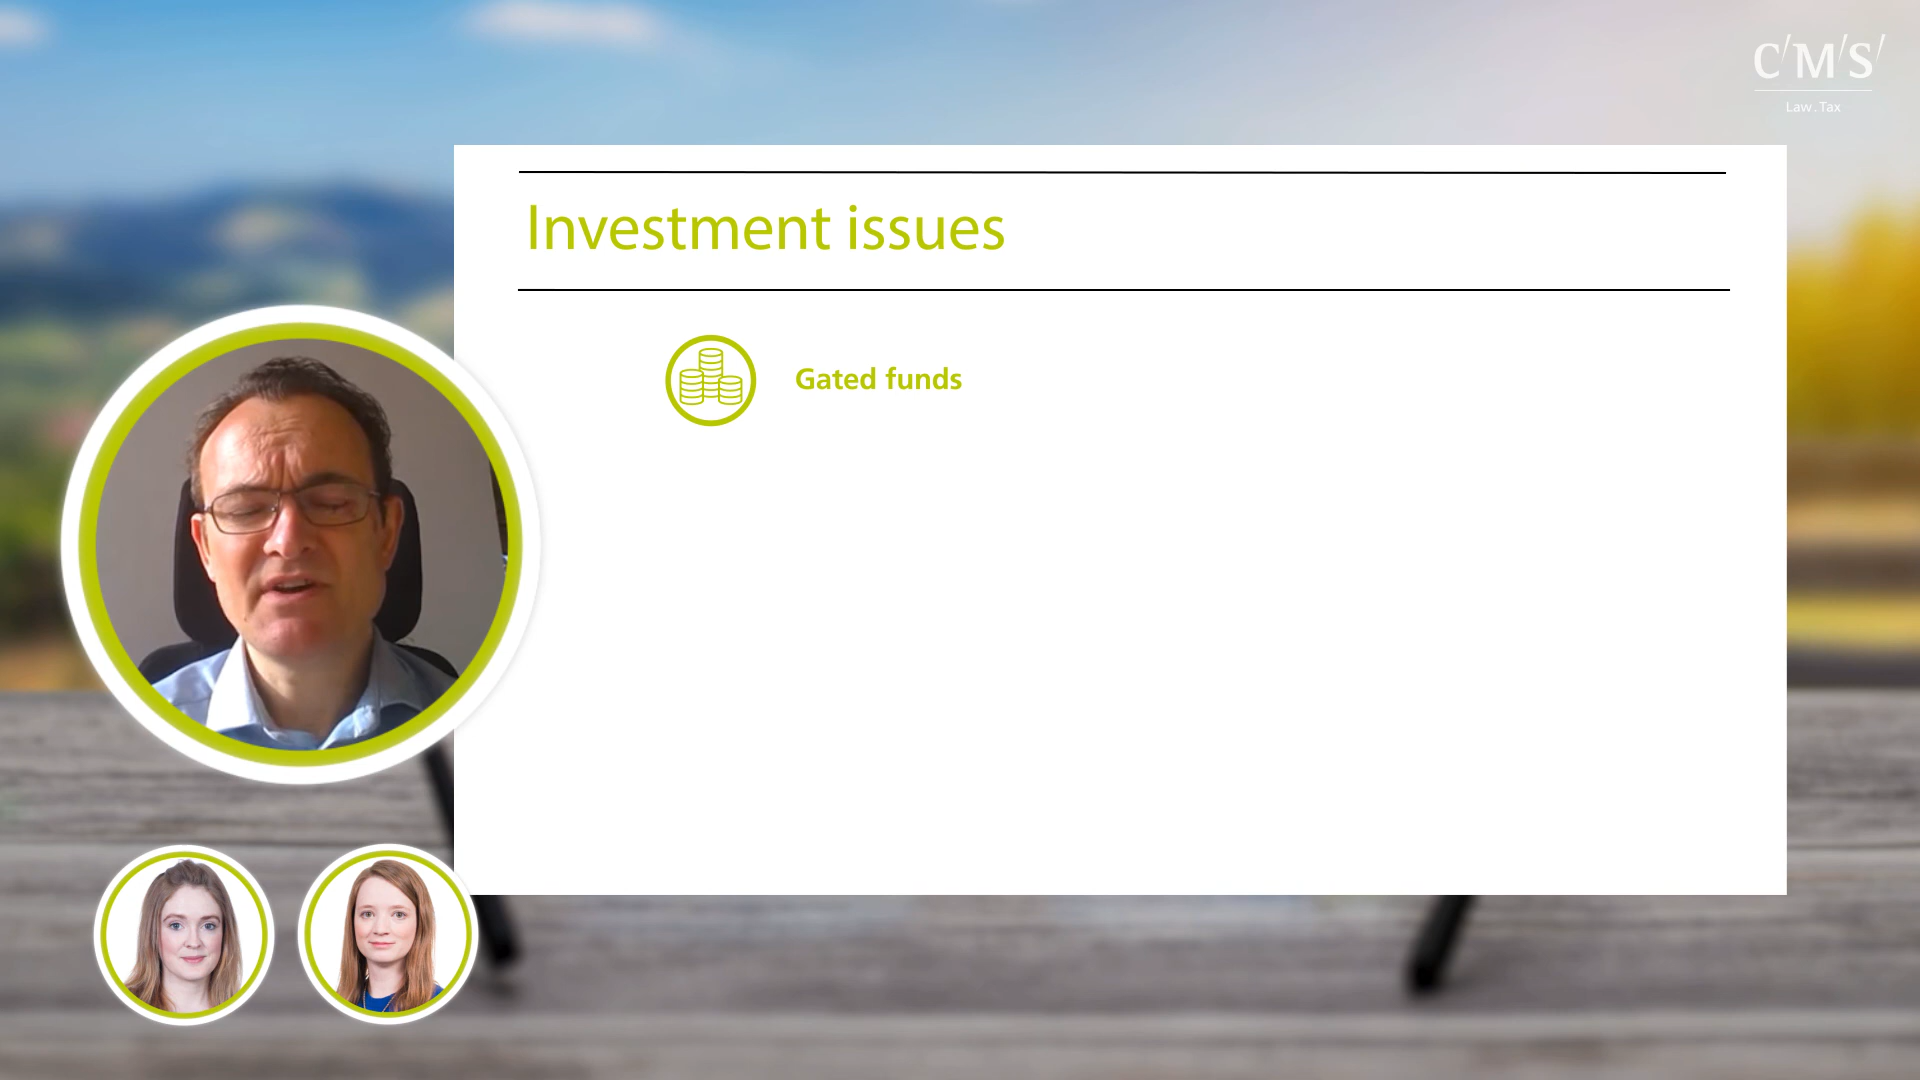 C/M/S/
Law.Tax
Investment issues
Gated funds